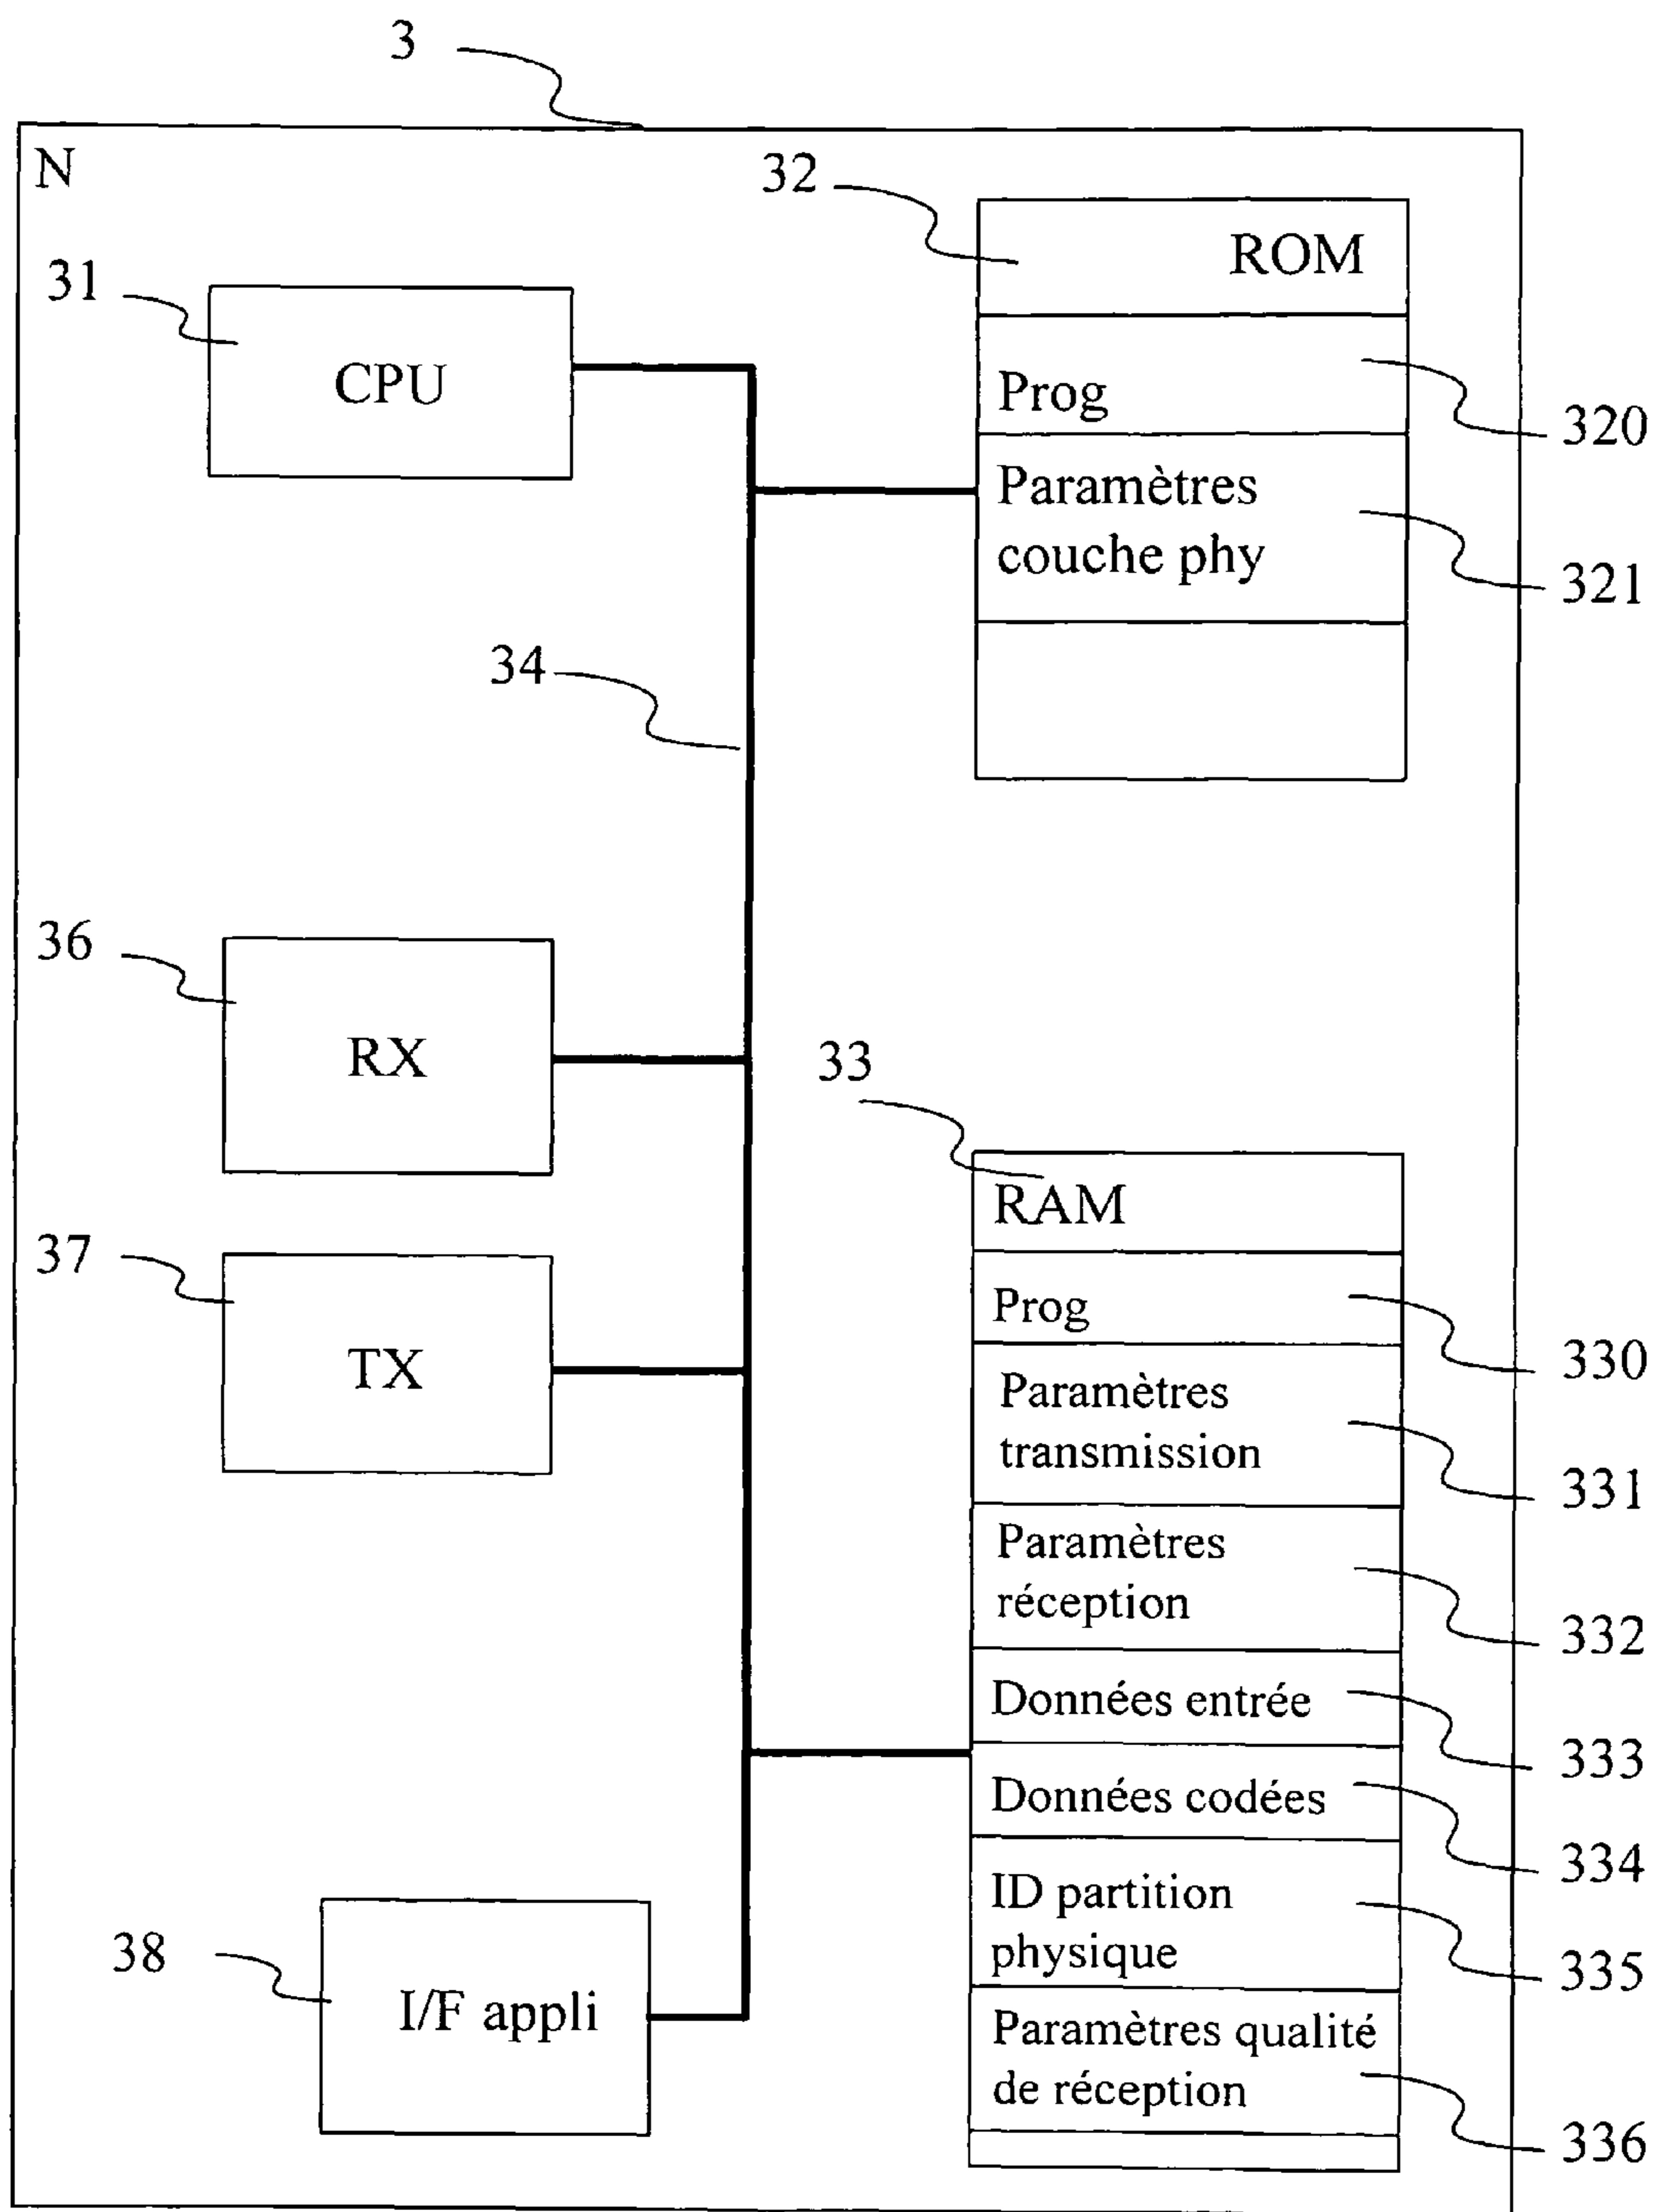 3
N
32
ROM
31
CPU
Prog
320
Paramètres
couche phy
321
34
36
RX
33
RAM
37
TX
Prog
330
Paramètres
transmission
331
Paramètres
réception
332
Données entrée
333
Données codées
334
ID partition
physique
335
38
I/F appli
Paramètres qualité
de réception
336